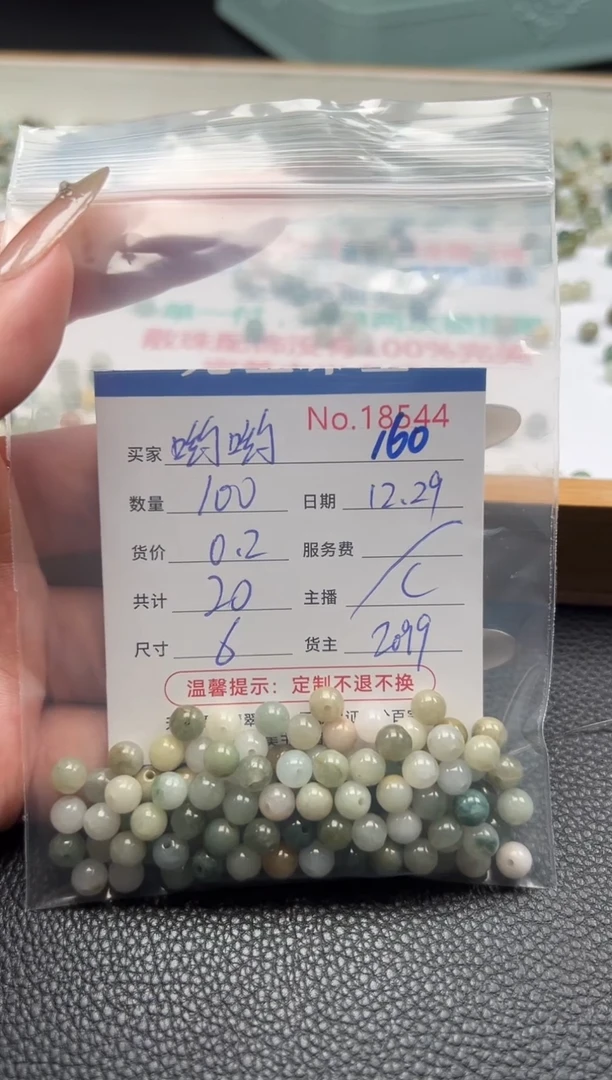 No.18544
买家 哟哟 160
数量 100 日期 12.29
货价 0.2 服务费
共计 20 主播 C
尺寸 6 货主 2099
温馨提示：定制不退不换